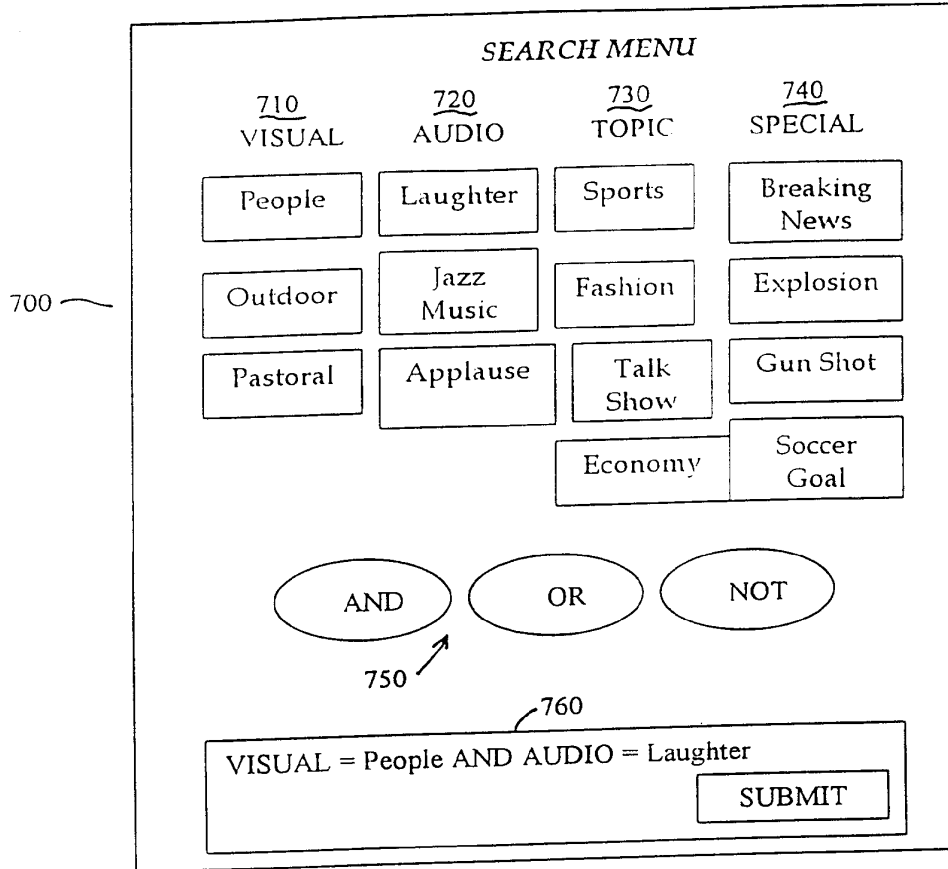 SEARCH MENU
710 720 730 740
VISUAL AUDIO TOPIC SPECIAL
People Laughter Sports Breaking
News
700 Outdoor Jazz
Music Fashion Explosion
Pastoral Applause Talk
Show Gun Shot
Economy Soccer
Goal
AND OR NOT
750
760
VISUAL = People AND AUDIO = Laughter
SUBMIT